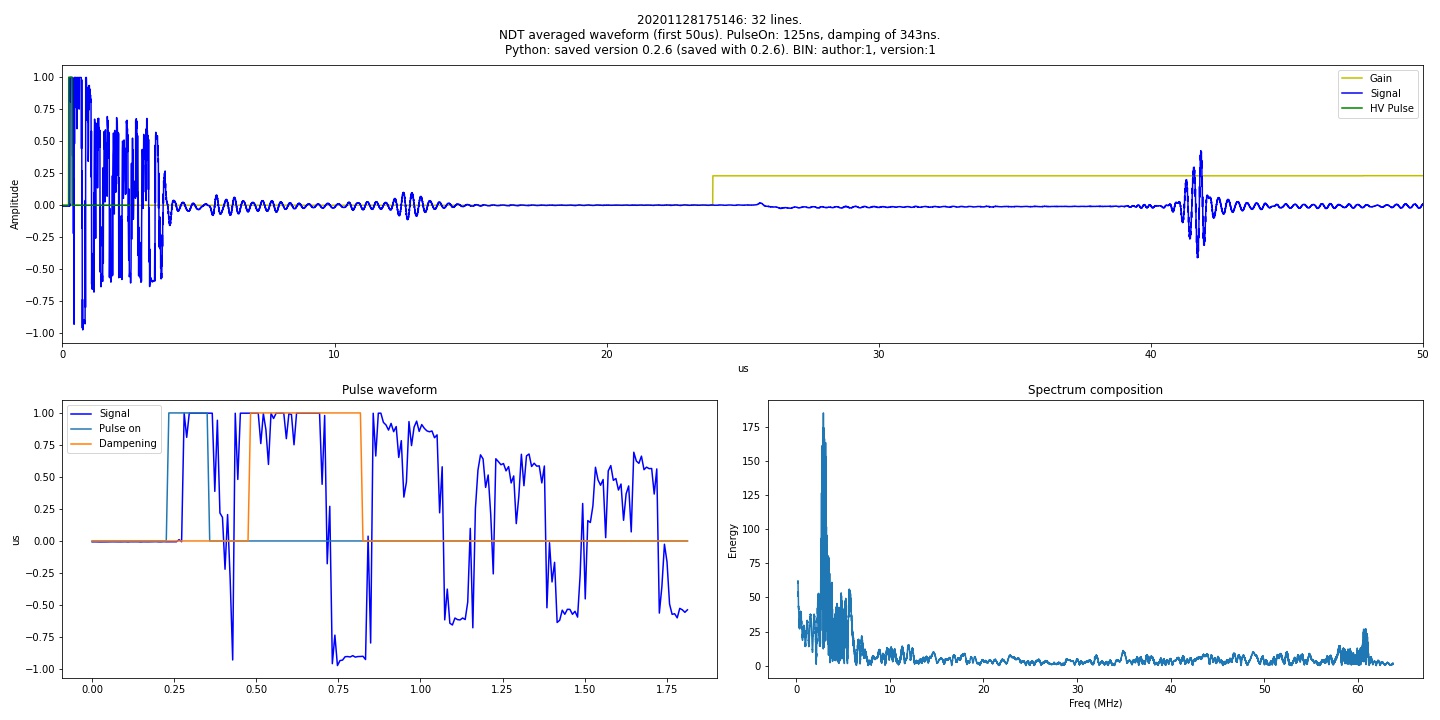 20201128175146: 32 lines.
NDT averaged waveform (first 50us). PulseOn: 125ns, damping of 343ns.
Python: saved version 0.2.6 (saved with 0.2.6). BIN: author:1, version:1
Gain
Signal
HV Pulse
Amplitude
1.00
0.75
0.50
0.25
0.00
−0.25
−0.50
−0.75
−1.00
0
10
20
30
40
50
us
Pulse waveform
Signal
Pulse on
Dampening
us
1.00
0.75
0.50
0.25
0.00
−0.25
−0.50
−0.75
−1.00
0.00
0.25
0.50
0.75
1.00
1.25
1.50
1.75
Spectrum composition
Energy
175
150
125
100
75
50
25
0
0
10
20
30
40
50
60
Freq (MHz)